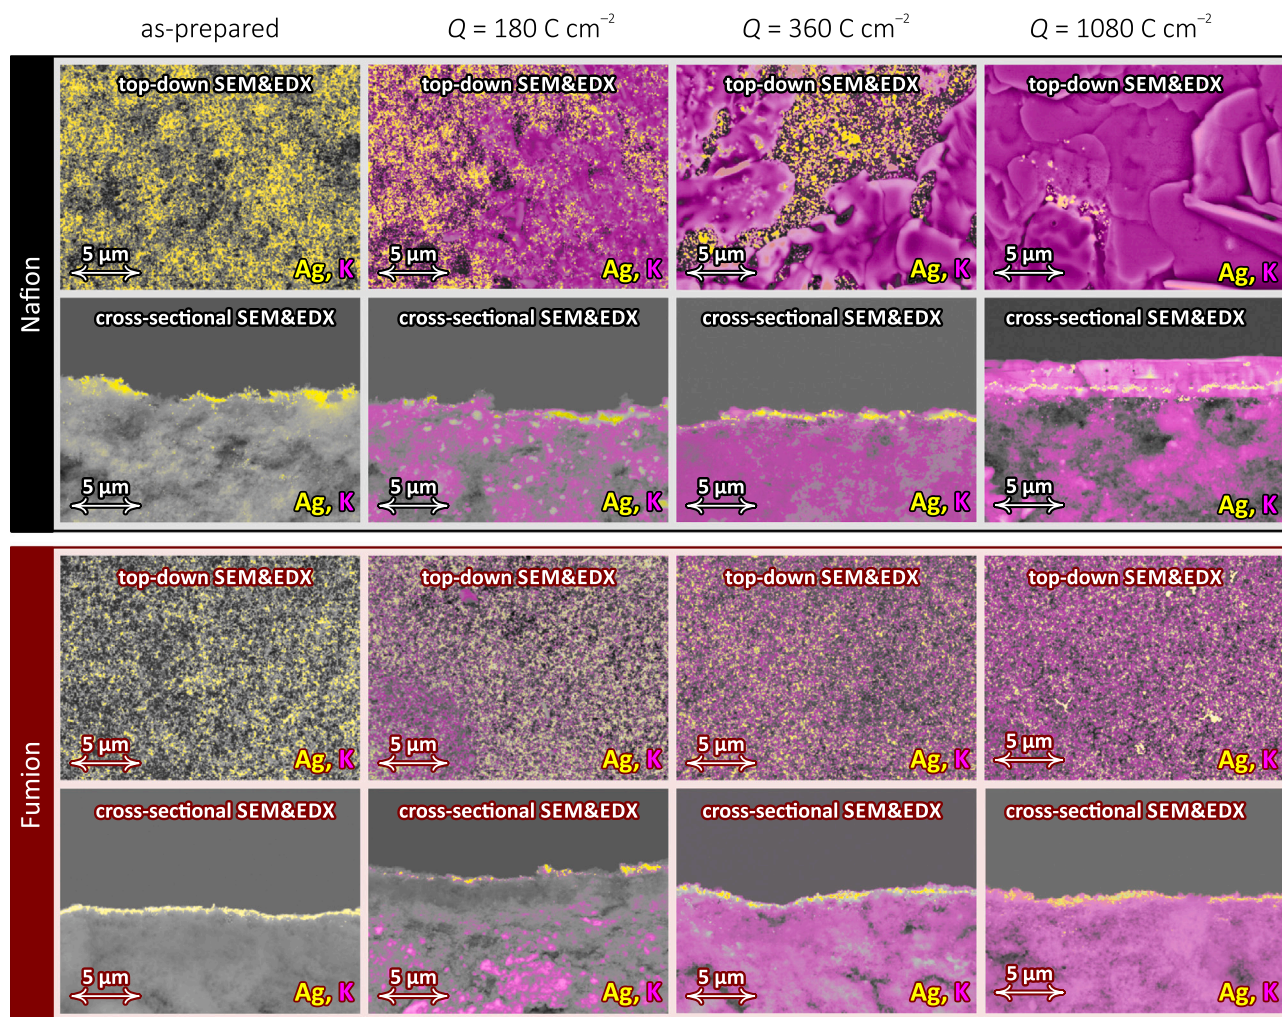 as-prepared
Q = 180 C cm⁻²
Q = 360 C cm⁻²
Q = 1080 C cm⁻²
Nafion
top-down SEM&EDX
5 µm
Ag, K
top-down SEM&EDX
5 µm
Ag, K
top-down SEM&EDX
5 µm
Ag, K
top-down SEM&EDX
5 µm
Ag, K
cross-sectional SEM&EDX
5 µm
Ag, K
cross-sectional SEM&EDX
5 µm
Ag, K
cross-sectional SEM&EDX
5 µm
Ag, K
cross-sectional SEM&EDX
5 µm
Ag, K
Fumion
top-down SEM&EDX
5 µm
Ag, K
top-down SEM&EDX
5 µm
Ag, K
top-down SEM&EDX
5 µm
Ag, K
top-down SEM&EDX
5 µm
Ag, K
cross-sectional SEM&EDX
5 µm
Ag, K
cross-sectional SEM&EDX
5 µm
Ag, K
cross-sectional SEM&EDX
5 µm
Ag, K
cross-sectional SEM&EDX
5 µm
Ag, K